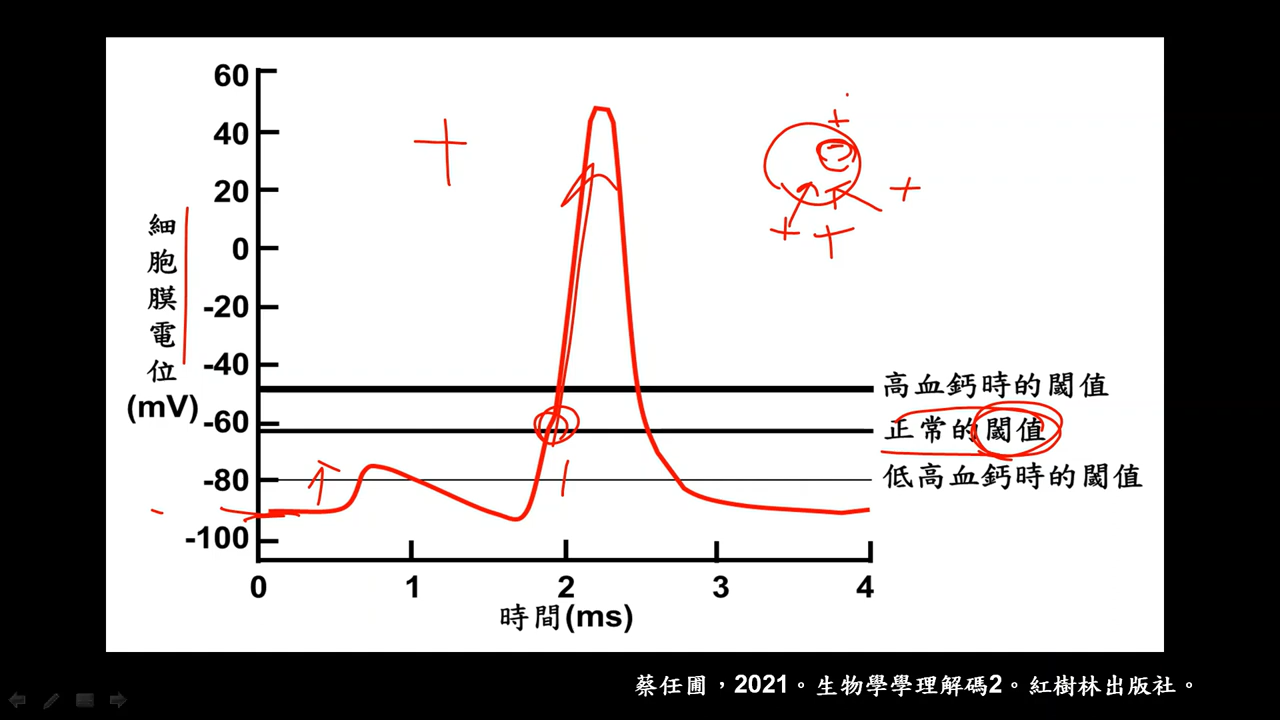 60
40
20
0
-20
-40
-60
-80
-100
細胞膜電位
(mV)
高血鈣時的閾值
正常的閾值
低高血鈣時的閾值
0 1 2 3 4
時間(ms)
蔡任圃，2021。生物學學理解碼2。紅樹林出版社。